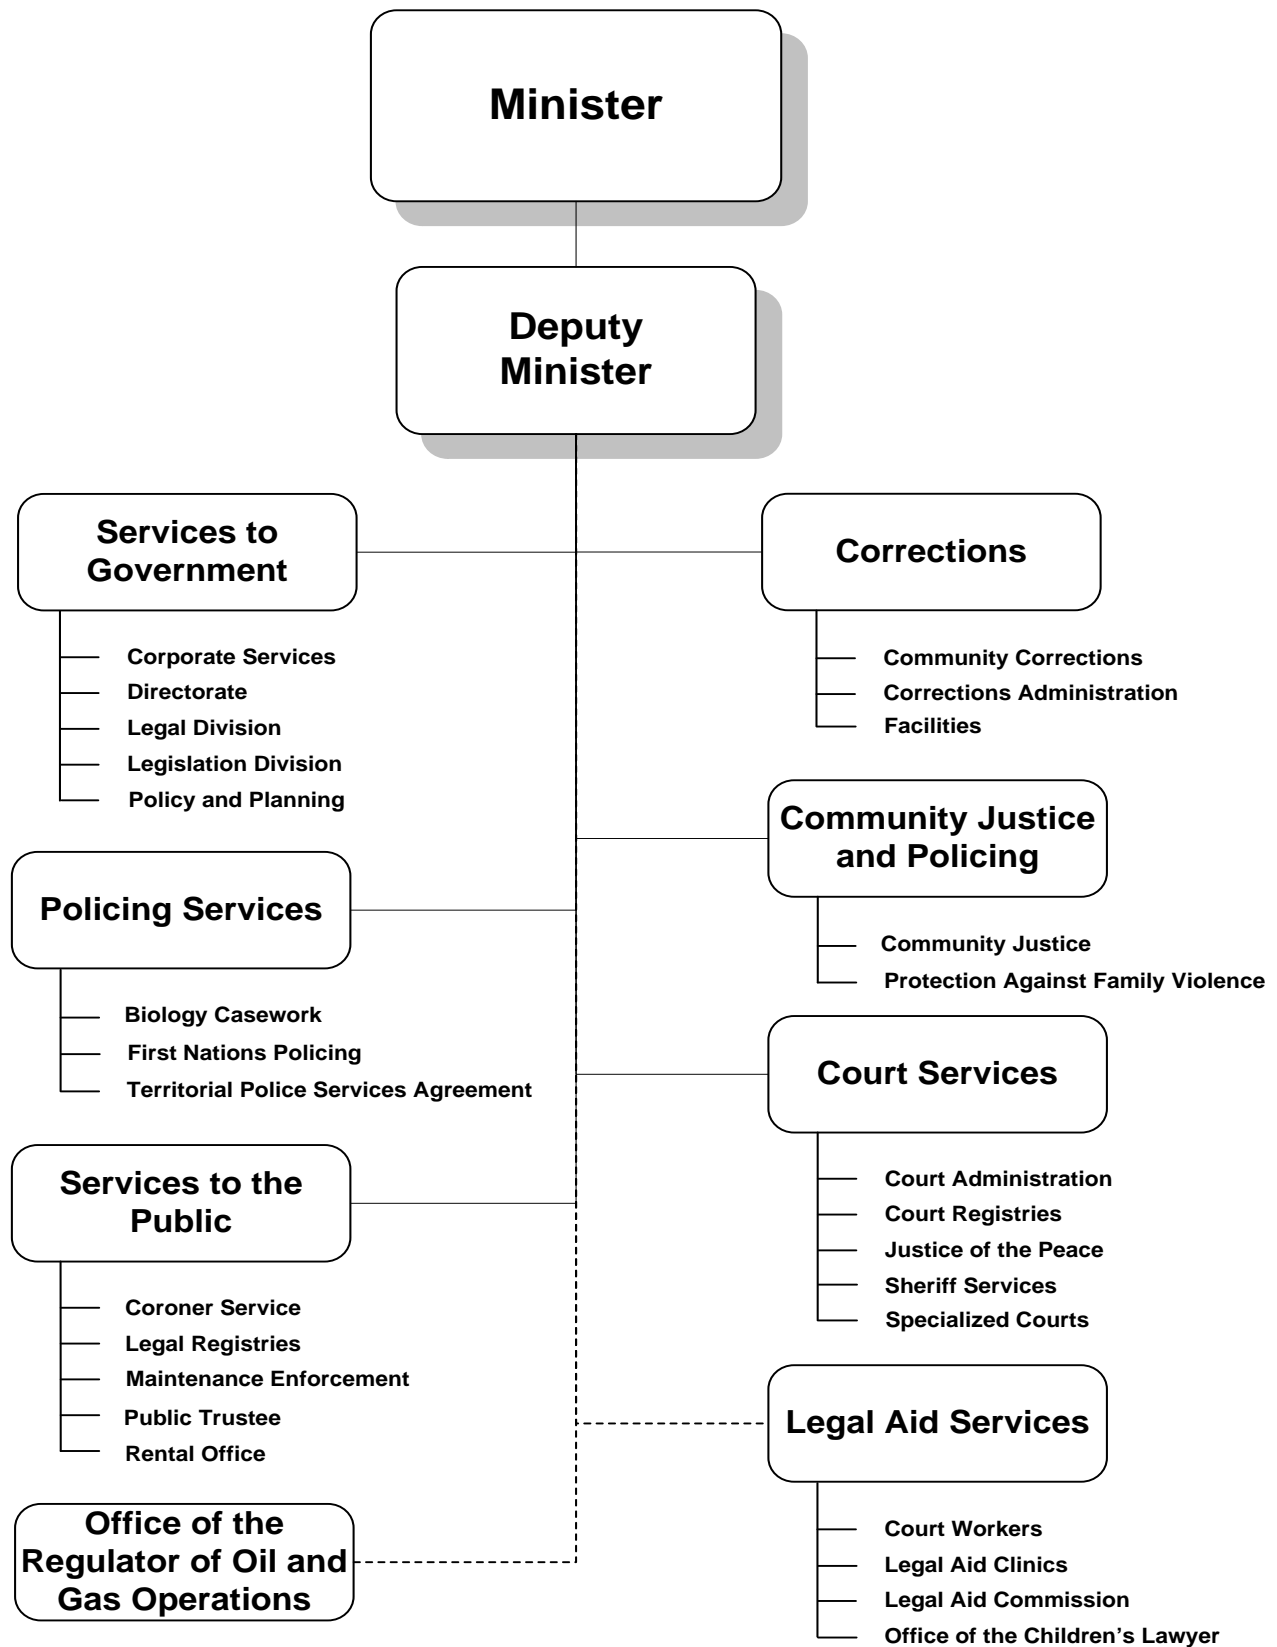 Minister
Deputy
Minister
Services to
Government
Corporate Services
Directorate
Legal Division
Legislation Division
Policy and Planning
Policing Services
Biology Casework
First Nations Policing
Territorial Police Services Agreement
Services to the
Public
Coroner Service
Legal Registries
Maintenance Enforcement
Public Trustee
Rental Office
Office of the
Regulator of Oil and
Gas Operations
Corrections
Community Corrections
Corrections Administration
Facilities
Community Justice
and Policing
Community Justice
Protection Against Family Violence
Court Services
Court Administration
Court Registries
Justice of the Peace
Sheriff Services
Specialized Courts
Legal Aid Services
Court Workers
Legal Aid Clinics
Legal Aid Commission
Office of the Children’s Lawyer